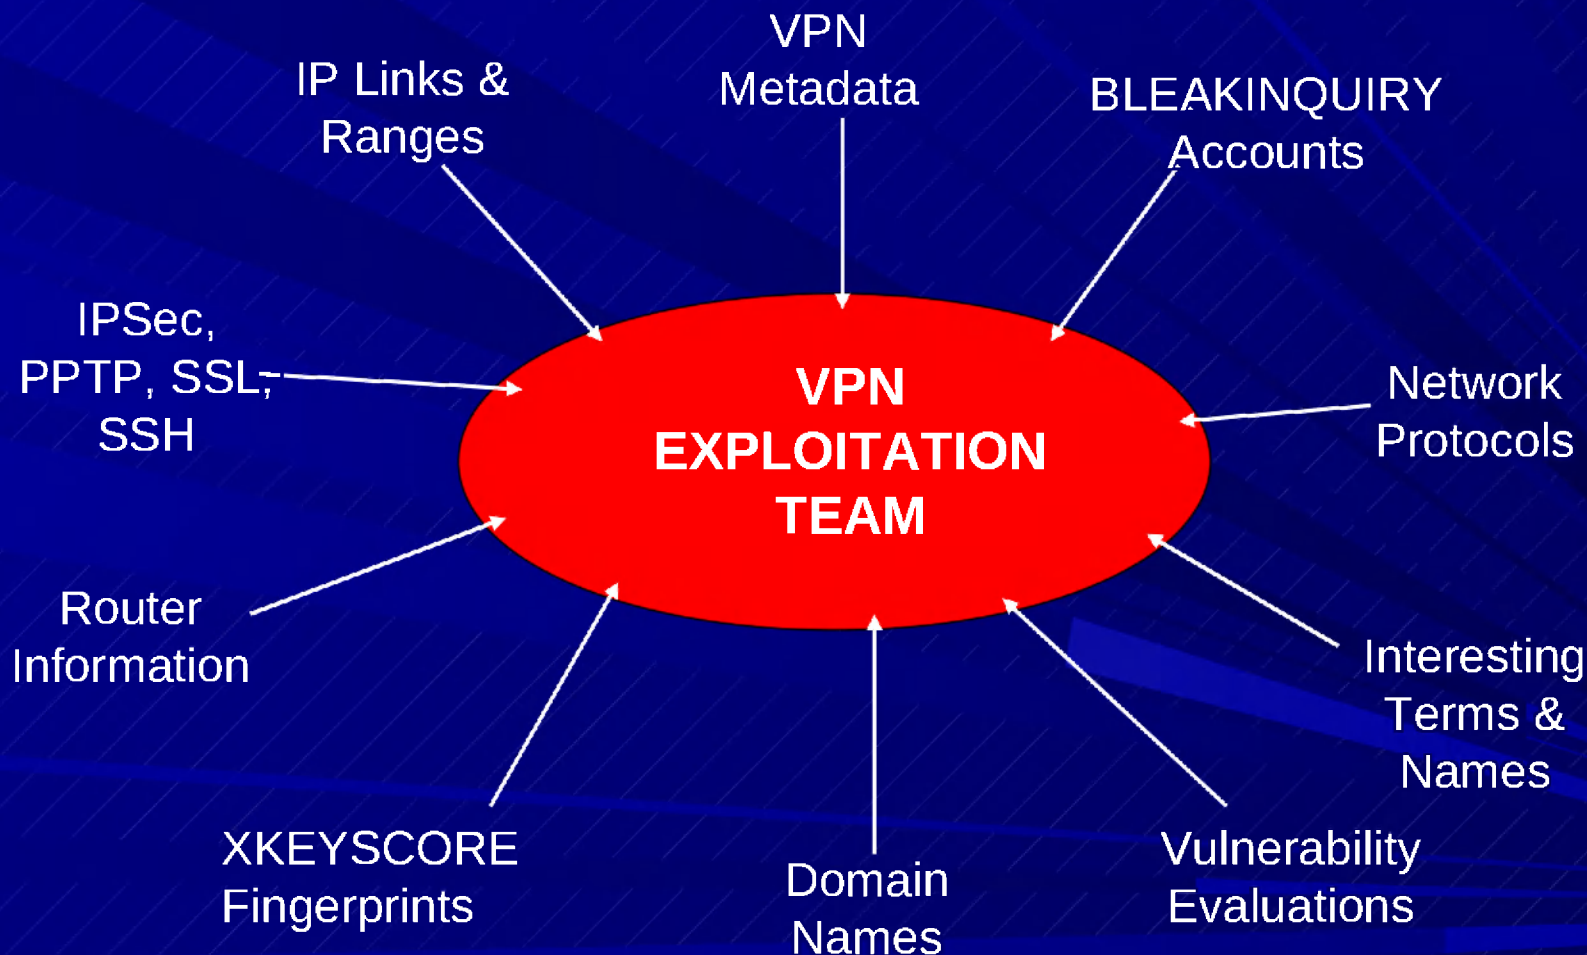 VPN
Metadata
IP Links &
Ranges
BLEAKINQUIRY
Accounts
IPSec,
PPTP, SSL,
SSH
VPN
EXPLOITATION
TEAM
Network
Protocols
Router
Information
Interesting
Terms &
Names
XKEYSCORE
Fingerprints
Domain
Names
Vulnerability
Evaluations